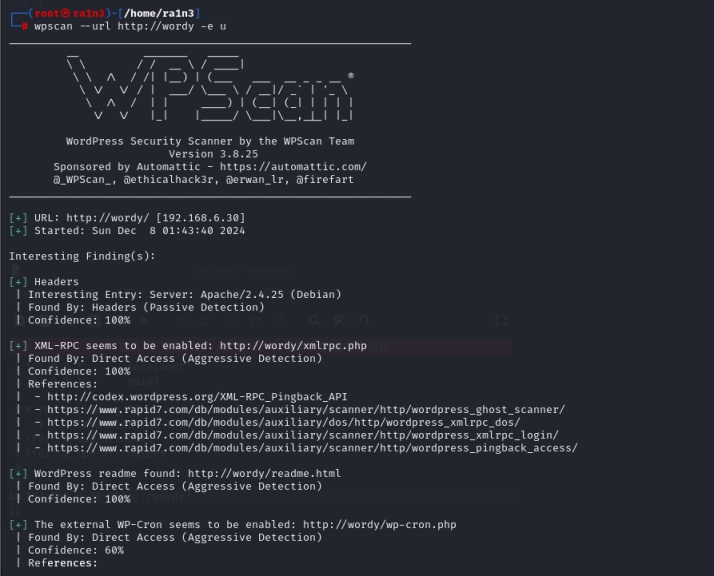 (root㉿ra1n3)-[/home/ra1n3]
# wpscan --url http://wordy -e u
WPScan ®
WordPress Security Scanner by the WPScan Team
Version 3.8.25
Sponsored by Automattic - https://automattic.com/
@_WPScan_, @ethicalhack3r, @erwan_lr, @firefart
[+] URL: http://wordy/ [192.168.6.30]
[+] Started: Sun Dec  8 01:43:40 2024
Interesting Finding(s):
[+] Headers
| Interesting Entry: Server: Apache/2.4.25 (Debian)
| Found By: Headers (Passive Detection)
| Confidence: 100%
[+] XML-RPC seems to be enabled: http://wordy/xmlrpc.php
| Found By: Direct Access (Aggressive Detection)
| Confidence: 100%
| References:
|  - http://codex.wordpress.org/XML-RPC_Pingback_API
|  - https://www.rapid7.com/db/modules/auxiliary/scanner/http/wordpress_ghost_scanner/
|  - https://www.rapid7.com/db/modules/auxiliary/dos/http/wordpress_xmlrpc_dos/
|  - https://www.rapid7.com/db/modules/auxiliary/scanner/http/wordpress_xmlrpc_login/
|  - https://www.rapid7.com/db/modules/auxiliary/scanner/http/wordpress_pingback_access/
[+] WordPress readme found: http://wordy/readme.html
| Found By: Direct Access (Aggressive Detection)
| Confidence: 100%
[+] The external WP-Cron seems to be enabled: http://wordy/wp-cron.php
| Found By: Direct Access (Aggressive Detection)
| Confidence: 60%
| References: